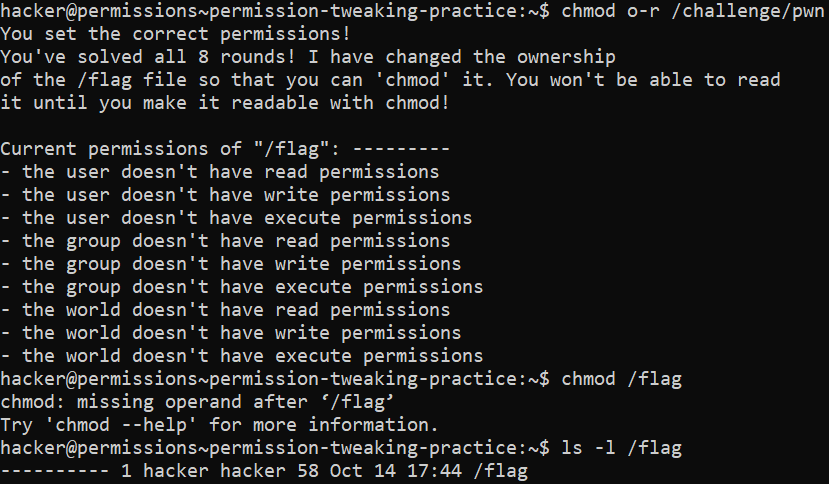 hacker@permissions~permission-tweaking-practice:~$ chmod o-r /challenge/pwn
You set the correct permissions!
You've solved all 8 rounds! I have changed the ownership
of the /flag file so that you can 'chmod' it. You won't be able to read
it until you make it readable with chmod!
Current permissions of "/flag": ---------
- the user doesn't have read permissions
- the user doesn't have write permissions
- the user doesn't have execute permissions
- the group doesn't have read permissions
- the group doesn't have write permissions
- the group doesn't have execute permissions
- the world doesn't have read permissions
- the world doesn't have write permissions
- the world doesn't have execute permissions
hacker@permissions~permission-tweaking-practice:~$ chmod /flag
chmod: missing operand after ‘/flag’
Try 'chmod --help' for more information.
hacker@permissions~permission-tweaking-practice:~$ ls -l /flag
---------- 1 hacker hacker 58 Oct 14 17:44 /flag